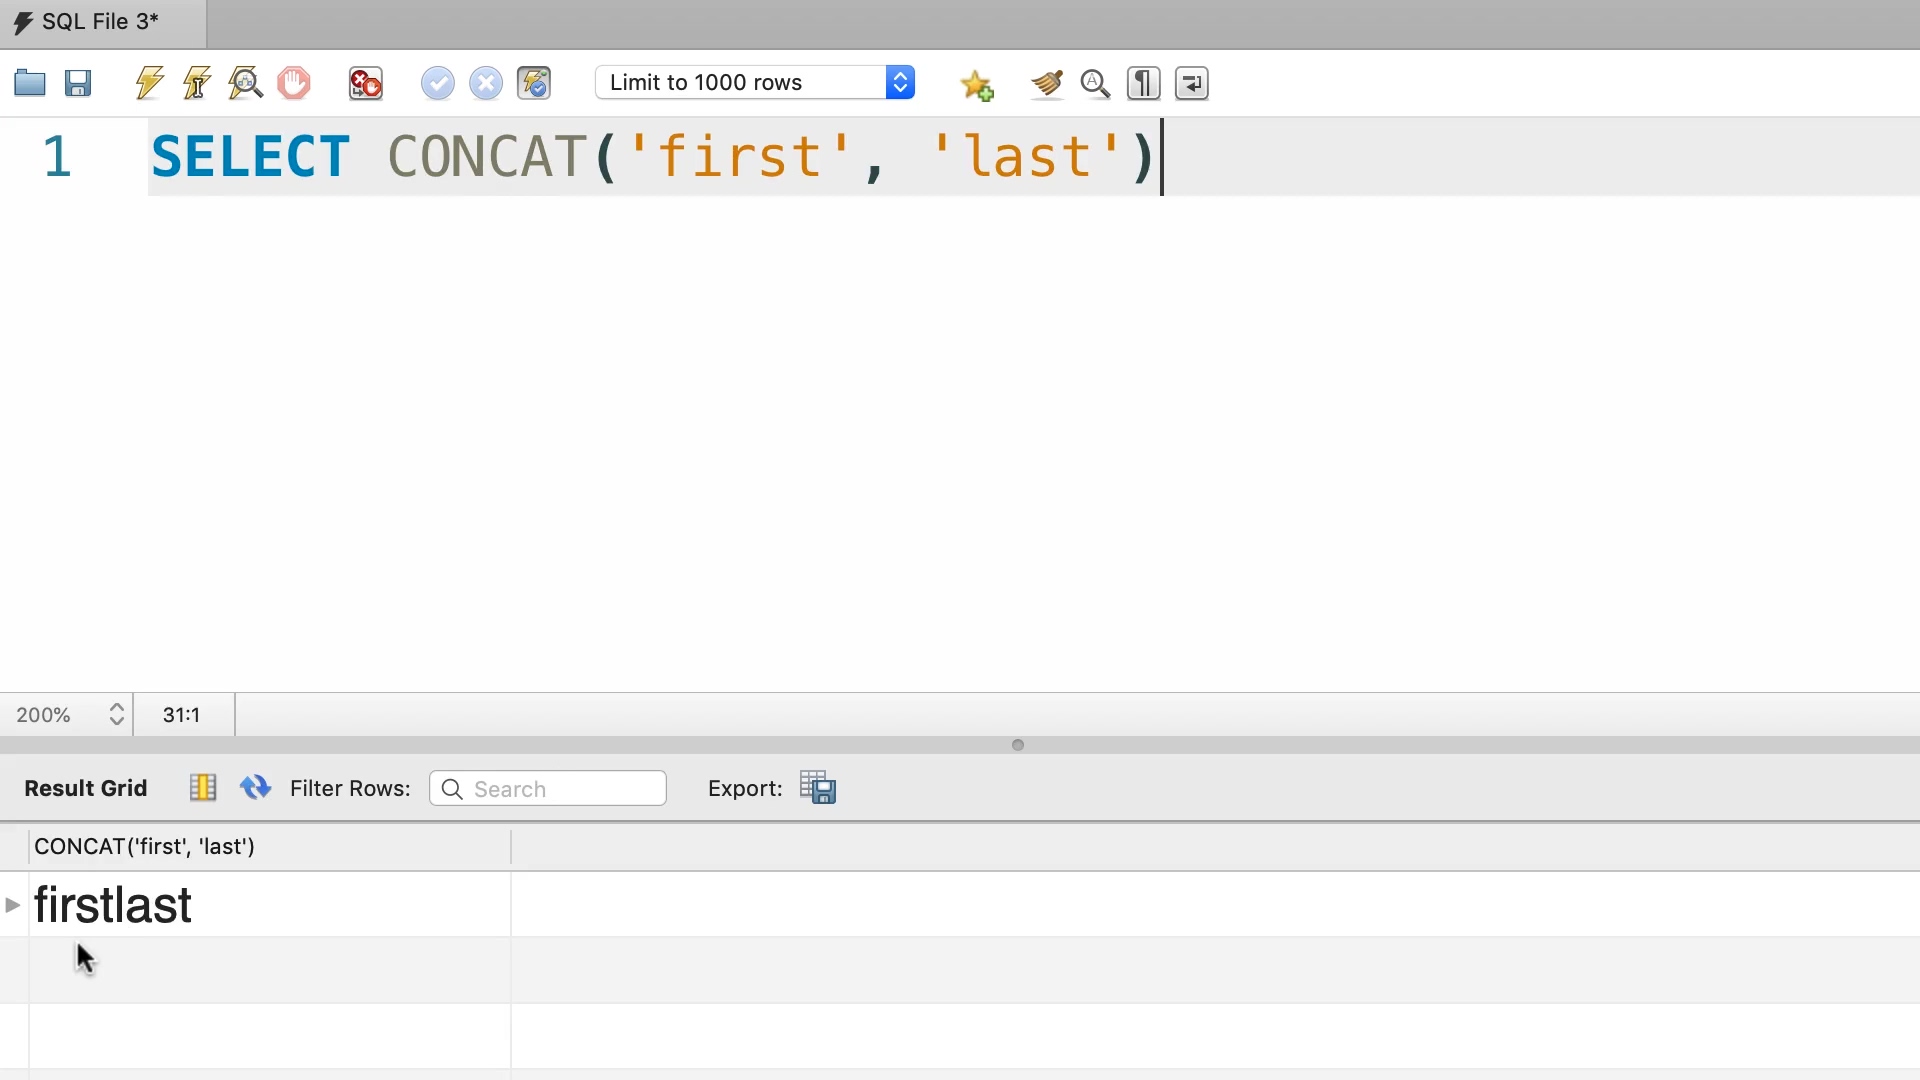 SQL File 3*
Limit to 1000 rows
1 SELECT CONCAT('first', 'last')
200% 31:1
Result Grid Filter Rows: Search Export:
CONCAT('first', 'last')
firstlast